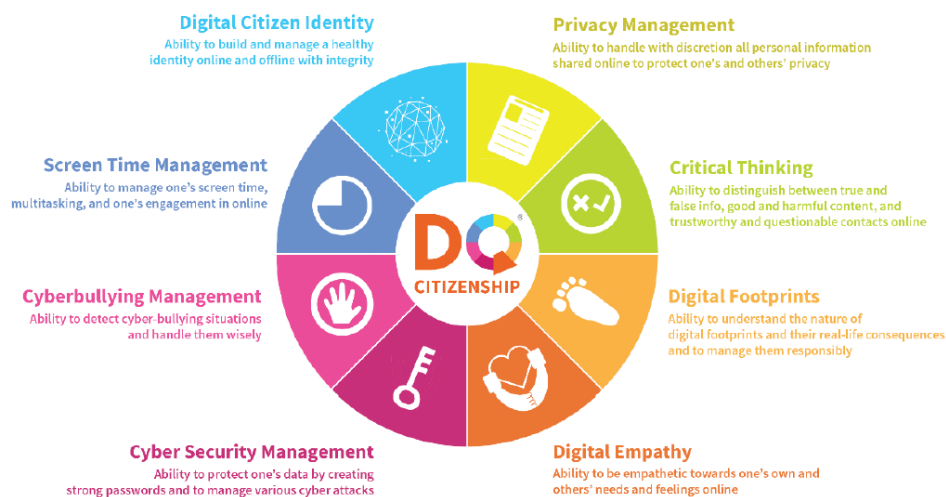 Digital Citizen Identity
Ability to build and manage a healthy
identity online and offline with integrity
Privacy Management
Ability to handle with discretion all personal information
shared online to protect one's and others' privacy
Screen Time Management
Ability to manage one's screen time,
multitasking, and one's engagement in online
Critical Thinking
Ability to distinguish between true and
false info, good and harmful content, and
trustworthy and questionable contacts online
DQ®
CITIZENSHIP
Cyberbullying Management
Ability to detect cyber-bullying situations
and handle them wisely
Digital Footprints
Ability to understand the nature of
digital footprints and their real-life consequences
and to manage them responsibly
Cyber Security Management
Ability to protect one's data by creating
strong passwords and to manage various cyber attacks
Digital Empathy
Ability to be empathetic towards one's own and
others' needs and feelings online